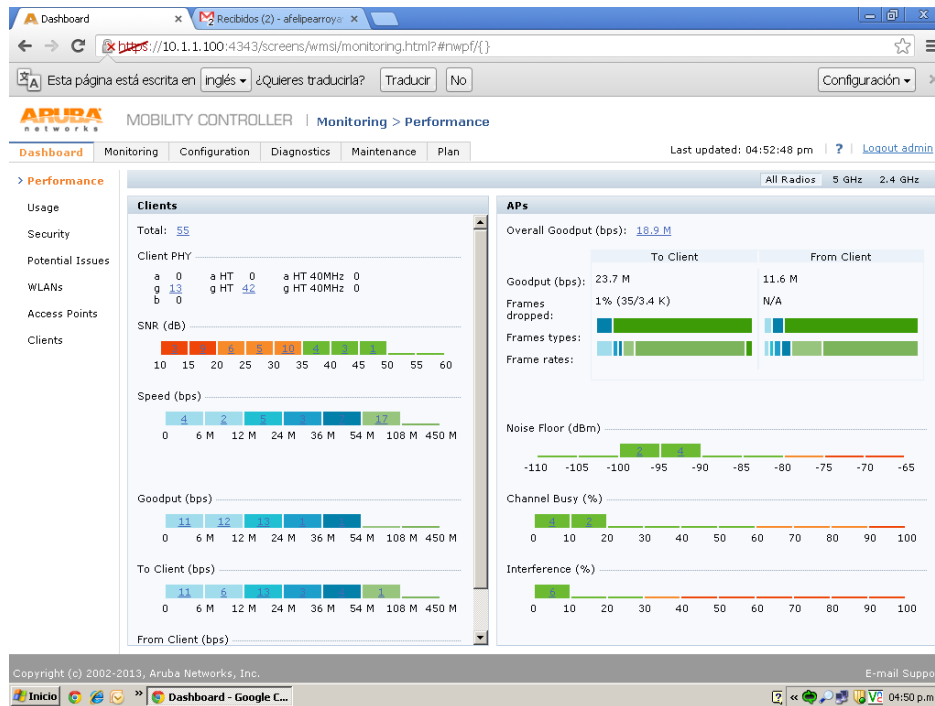 Dashboard
Recibidos (2) - afelipearroya
https://10.1.1.100:4343/screens/wmsi/monitoring.html?#nwpf/{}
Esta página está escrita en inglés ¿Quieres traducirla? Traducir No Configuración
ARUBA networks
MOBILITY CONTROLLER | Monitoring > Performance
Dashboard Monitoring Configuration Diagnostics Maintenance Plan
Last updated: 04:52:48 pm | ? | Logout admin
> Performance
Usage
Security
Potential Issues
WLANs
Access Points
Clients
All Radios 5 GHz 2.4 GHz
Clients
Total: 55
Client PHY
a 0 a HT 0 a HT 40MHz 0
g 13 g HT 42 g HT 40MHz 0
b 0
SNR (dB)
6 5 10 4 3 1
10 15 20 25 30 35 40 45 50 55 60
Speed (bps)
4 2 5 3 17
0 6 M 12 M 24 M 36 M 54 M 108 M 450 M
Goodput (bps)
11 12 13 1
0 6 M 12 M 24 M 36 M 54 M 108 M 450 M
To Client (bps)
11 6 13 3 1
0 6 M 12 M 24 M 36 M 54 M 108 M 450 M
From Client (bps)
APs
Overall Goodput (bps): 18.9 M
To Client From Client
Goodput (bps): 23.7 M 11.6 M
Frames dropped: 1% (35/3.4 K) N/A
Frames types:
Frame rates:
Noise Floor (dBm)
2 4
-110 -105 -100 -95 -90 -85 -80 -75 -70 -65
Channel Busy (%)
4 2
0 10 20 30 40 50 60 70 80 90 100
Interference (%)
6
0 10 20 30 40 50 60 70 80 90 100
Copyright (c) 2002-2013, Aruba Networks, Inc.
E-mail Suppo
Inicio
Dashboard - Google C...
04:50 p.m